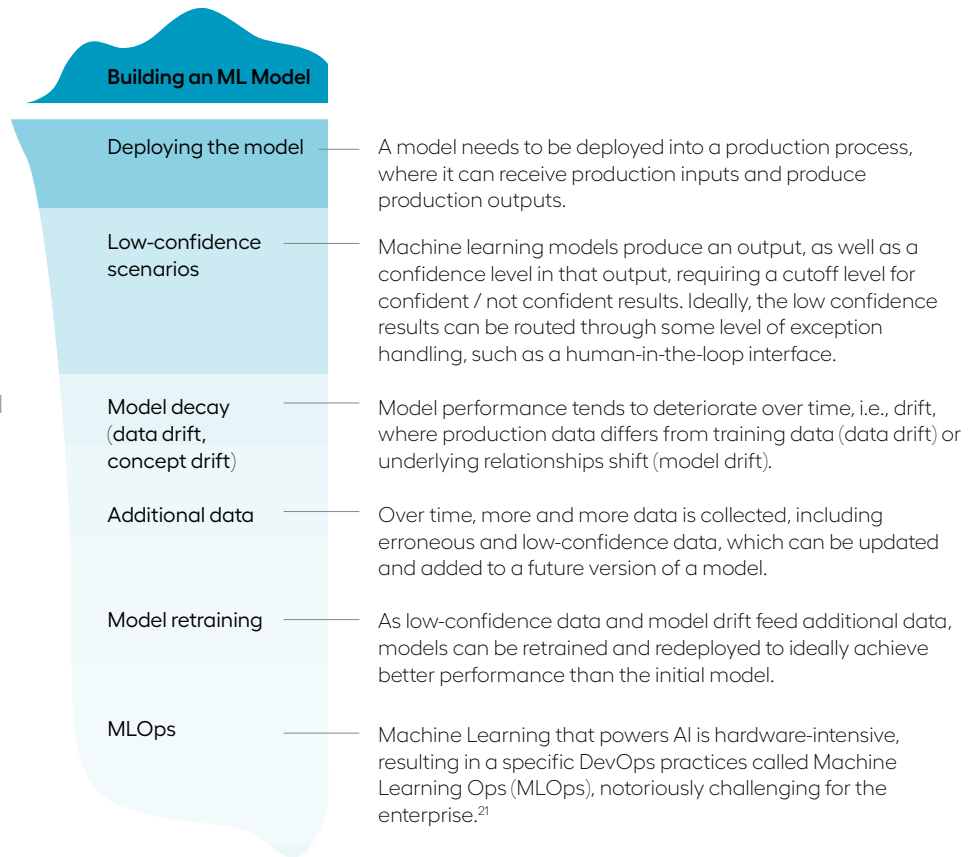 Building an ML Model
Deploying the model
A model needs to be deployed into a production process,
where it can receive production inputs and produce
production outputs.
Low-confidence
scenarios
Machine learning models produce an output, as well as a
confidence level in that output, requiring a cutoff level for
confident / not confident results. Ideally, the low confidence
results can be routed through some level of exception
handling, such as a human-in-the-loop interface.
Model decay
(data drift,
concept drift)
Model performance tends to deteriorate over time, i.e., drift,
where production data differs from training data (data drift) or
underlying relationships shift (model drift).
Additional data
Over time, more and more data is collected, including
erroneous and low-confidence data, which can be updated
and added to a future version of a model.
Model retraining
As low-confidence data and model drift feed additional data,
models can be retrained and redeployed to ideally achieve
better performance than the initial model.
MLOps
Machine Learning that powers AI is hardware-intensive,
resulting in a specific DevOps practices called Machine
Learning Ops (MLOps), notoriously challenging for the
enterprise.21